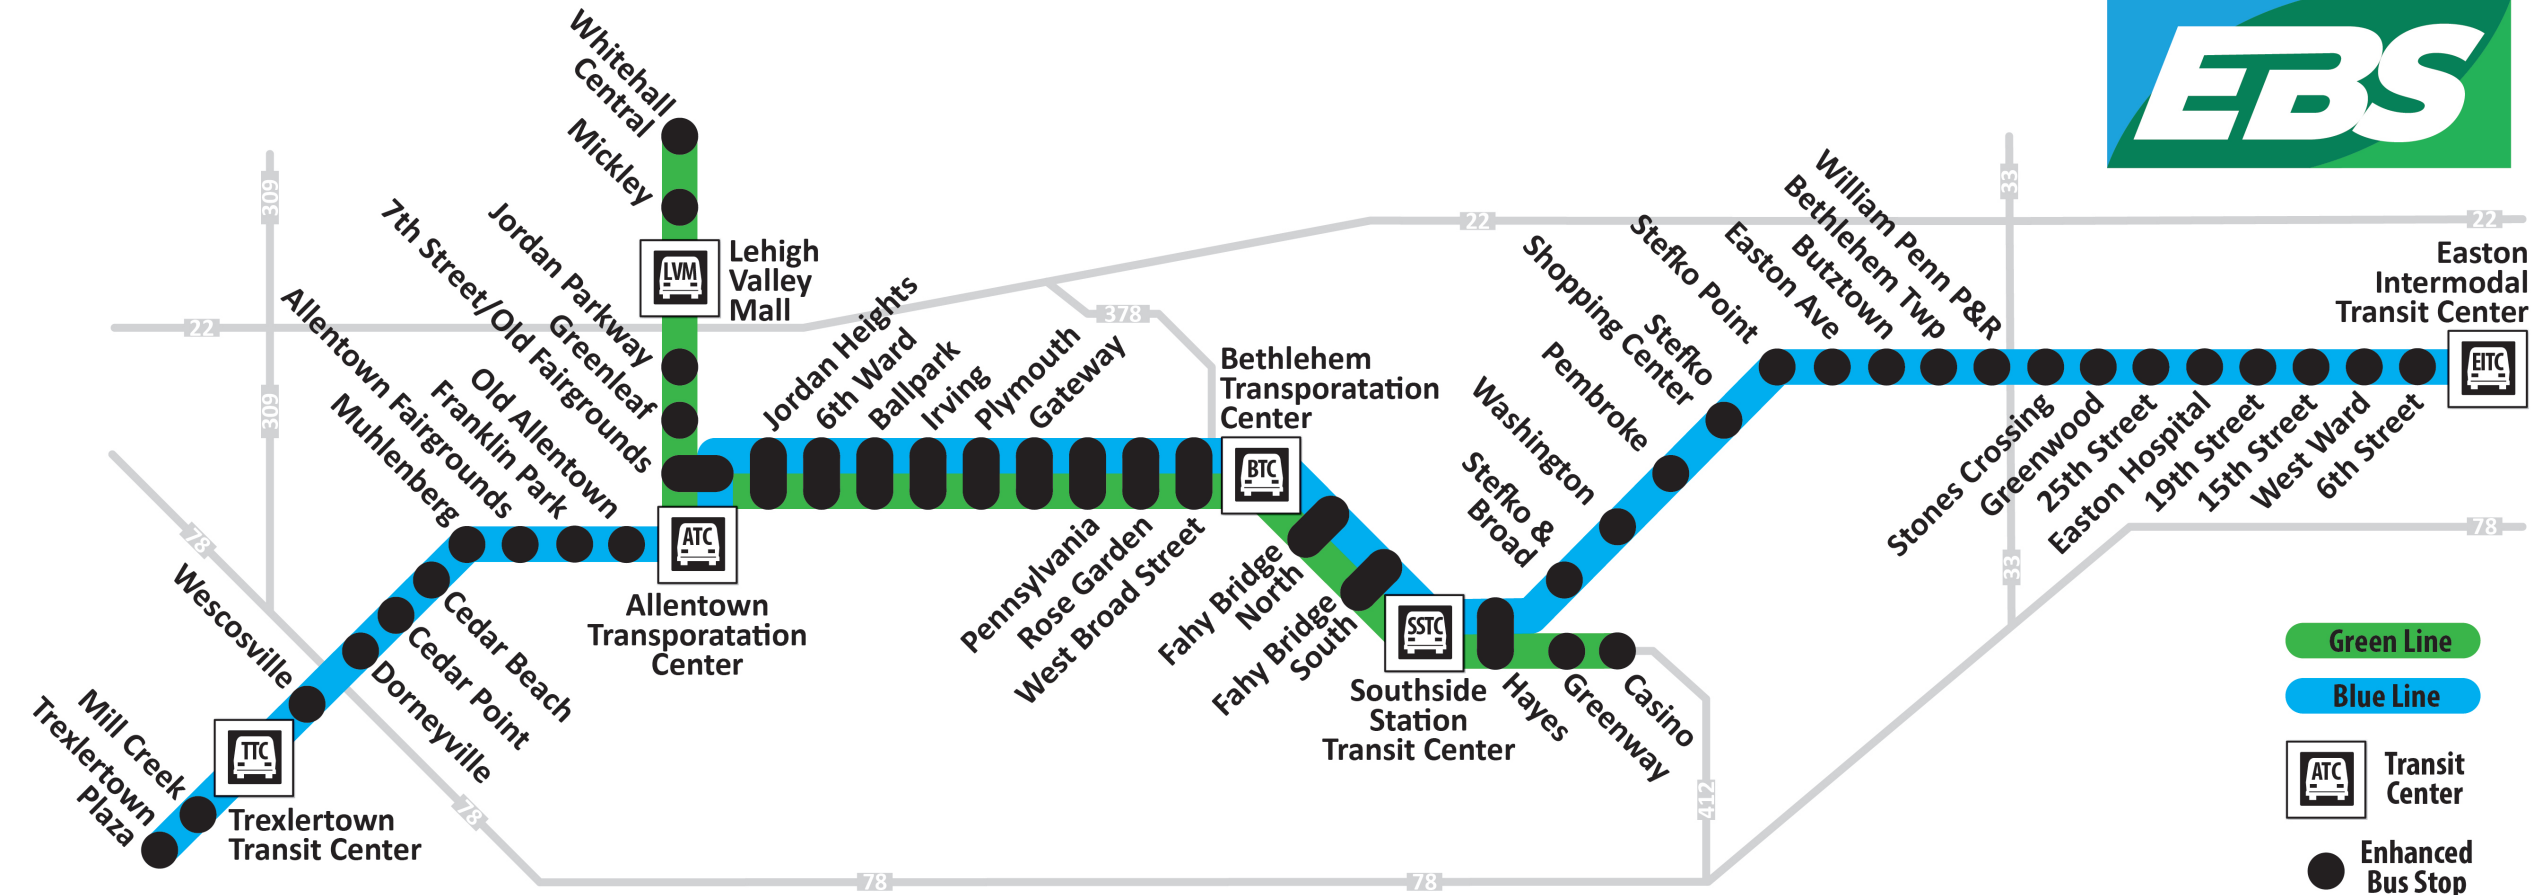 Whitehall
Central
Mickley
LVM
Lehigh
Valley
Mall
Jordan Parkway
Greenleaf
7th Street/Old Fairgrounds
Old Allentown
Franklin Park
Allentown Fairgrounds
Muhlenberg
Cedar Beach
Cedar Point
Dorneyville
Wescosville
TTC
Trexlertown
Transit Center
Mill Creek
Trexlertown
Plaza
ATC
Allentown
Transporatation
Center
Jordan Heights
6th Ward
Ballpark
Irving
Plymouth
Gateway
Pennsylvania
Rose Garden
West Broad Street
Bethlehem
Transporatation
Center
BTC
Fahy Bridge
North
Fahy Bridge
South
SSTC
Southside
Station
Transit Center
Hayes
Greenway
Casino
Stefko &
Broad
Washington
Pembroke
Stefko
Shopping Center
Stefko Point
Easton Ave
Butztown
Bethlehem Twp
William Penn P&R
Stones Crossing
Greenwood
25th Street
Easton Hospital
19th Street
15th Street
West Ward
6th Street
Easton
Intermodal
Transit Center
EITC
309
309
22
22
22
378
33
33
78
78
78
78
78
412
EBS
Green Line
Blue Line
ATC
Transit
Center
Enhanced
Bus Stop